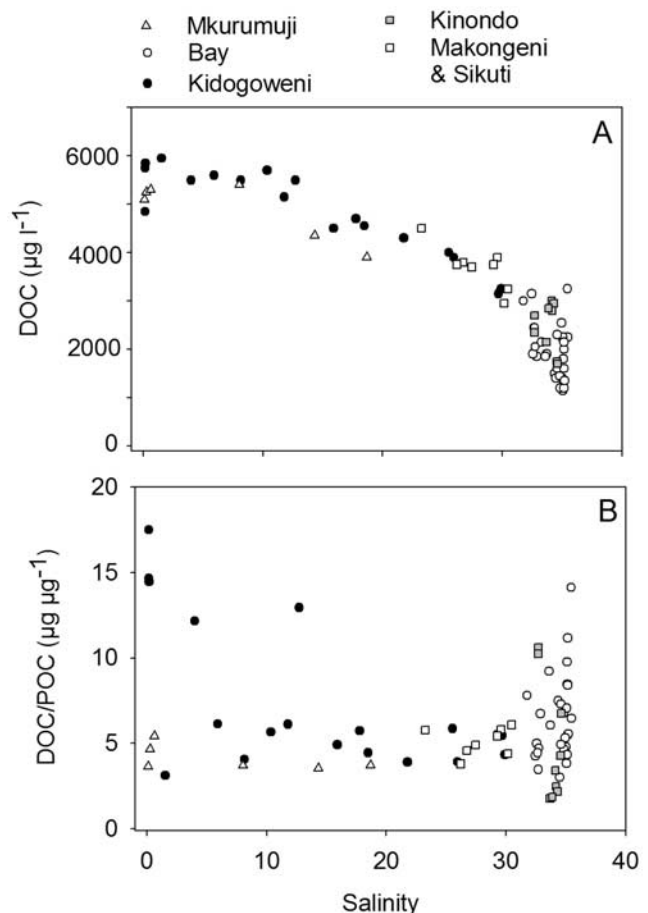 Mkurumuji
Bay
Kidogoweni
Kinondo
Makongeni
& Sikuti
A
6000
4000
2000
0
DOC (µg l⁻¹)
B
20
15
10
5
0
DOC/POC (µg µg⁻¹)
0 10 20 30 40
Salinity